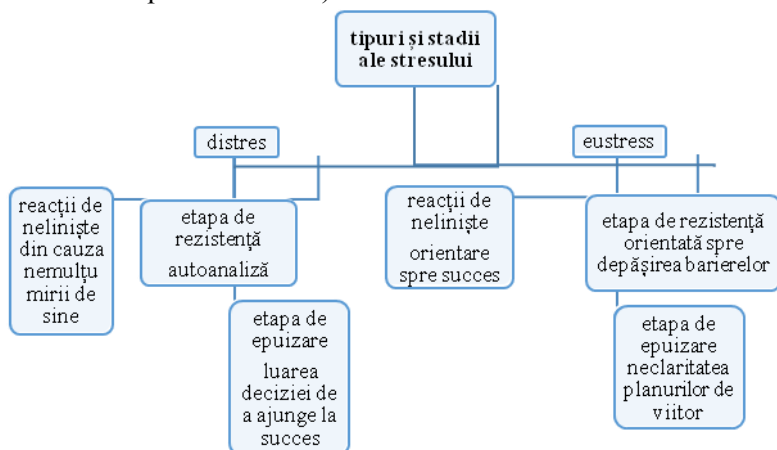 tipuri și stadii
ale stresului
distres
eustress
reacții de
neliniște
din cauza
nemulțu
mirii de
sine
etapa de
rezistență
autoanaliză
etapa de
epuizare
luarea
deciziei de
a ajunge la
succes
reacții de
neliniște
orientare
spre succes
etapa de rezistență
orientată spre
depășirea barierelor
etapa de
epuizare
neclaritatea
planurilor de
viitor